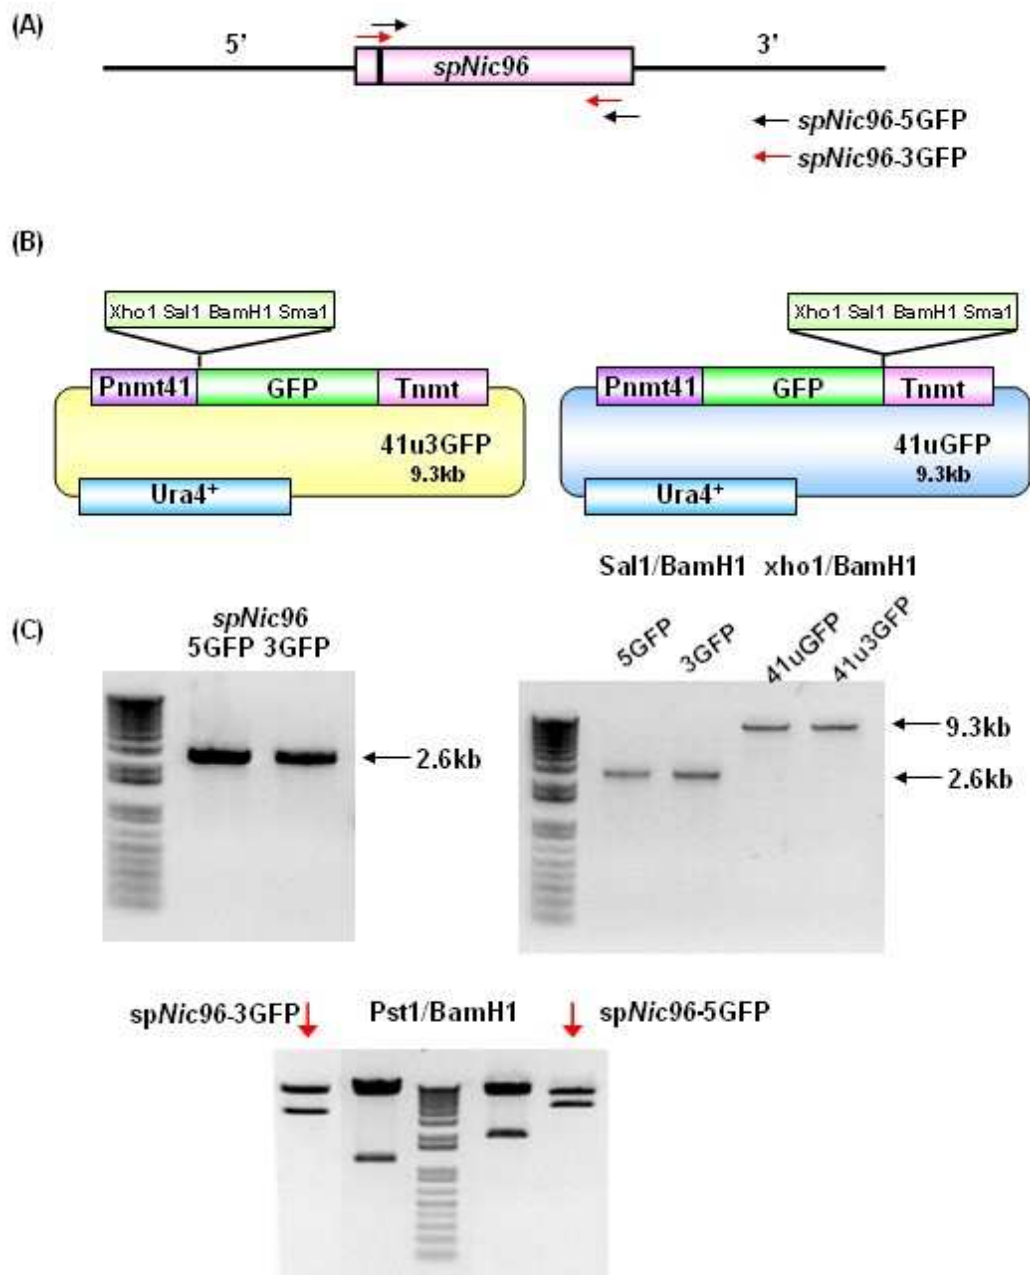 (A)
5’
spNic96
3’
spNic96-5GFP
spNic96-3GFP
(B)
Xho1 Sal1 BamH1 Sma1
Pnmt41 GFP Tnmt
41u3GFP
9.3kb
Ura4+
Xho1 Sal1 BamH1 Sma1
Pnmt41 GFP Tnmt
41uGFP
9.3kb
Ura4+
(C)
spNic96
5GFP 3GFP
2.6kb
Sal1/BamH1 xho1/BamH1
5GFP 3GFP 41uGFP 41u3GFP
9.3kb
2.6kb
spNic96-3GFP Pst1/BamH1 spNic96-5GFP